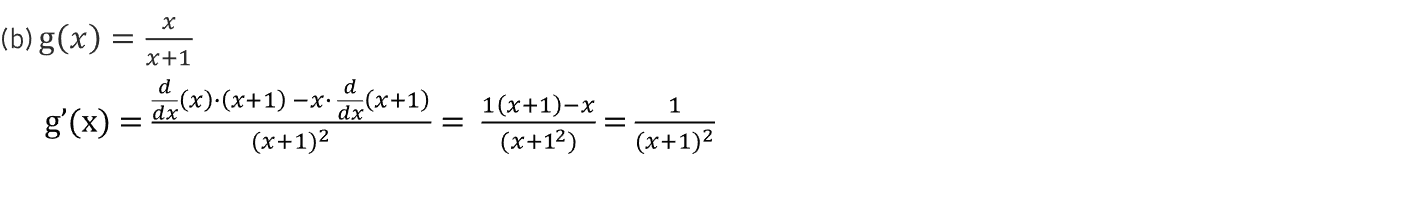 (b) g(x) = x/(x+1)
g'(x) = (d/dx(x)·(x+1) −x· d/dx(x+1))/(x+1)² = (1(x+1)−x)/(x+1²) = 1/(x+1)²